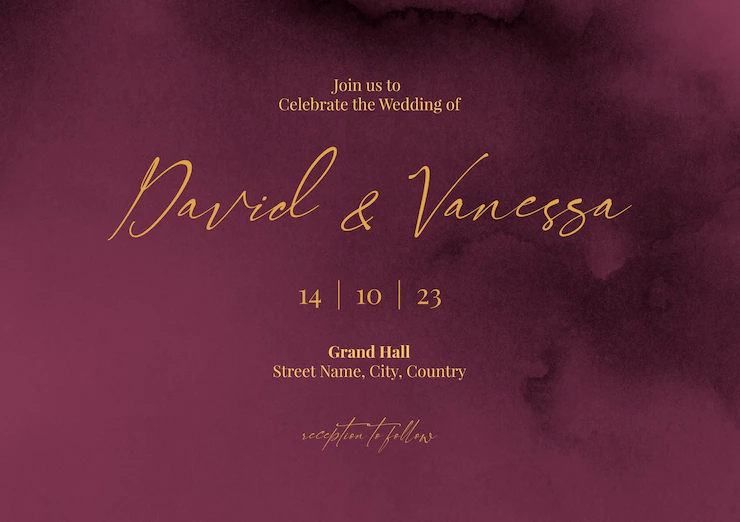 Join us to
Celebrate the Wedding of
David & Vanessa
14 | 10 | 23
Grand Hall
Street Name, City, Country
reception to follow